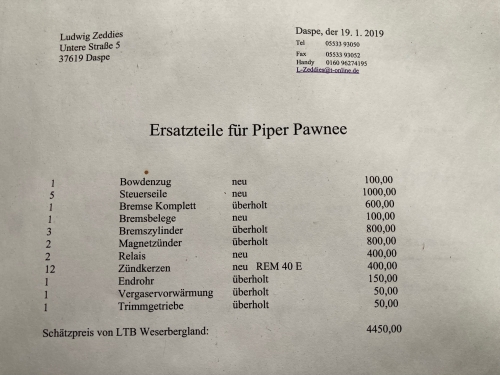 Ludwig Zeddies
Untere Straße 5
37619 Daspe
Daspe, der 19. 1. 2019
Tel 05533 93050
Fax 05533 93052
Handy 0160 96274195
L-Zeddies@t-online.de
Ersatzteile für Piper Pawnee
1 Bowdenzug neu 100,00
5 Steuerseile neu 1000,00
1 Bremse Komplett überholt 600,00
1 Bremsbelege neu 100,00
3 Bremszylinder überholt 800,00
2 Magnetzünder überholt 800,00
2 Relais neu 400,00
12 Zündkerzen neu REM 40 E 400,00
1 Endrohr überholt 150,00
1 Vergaservorwärmung überholt 50,00
1 Trimmgetriebe überholt 50,00
Schätzpreis von LTB Weserbergland: 4450,00